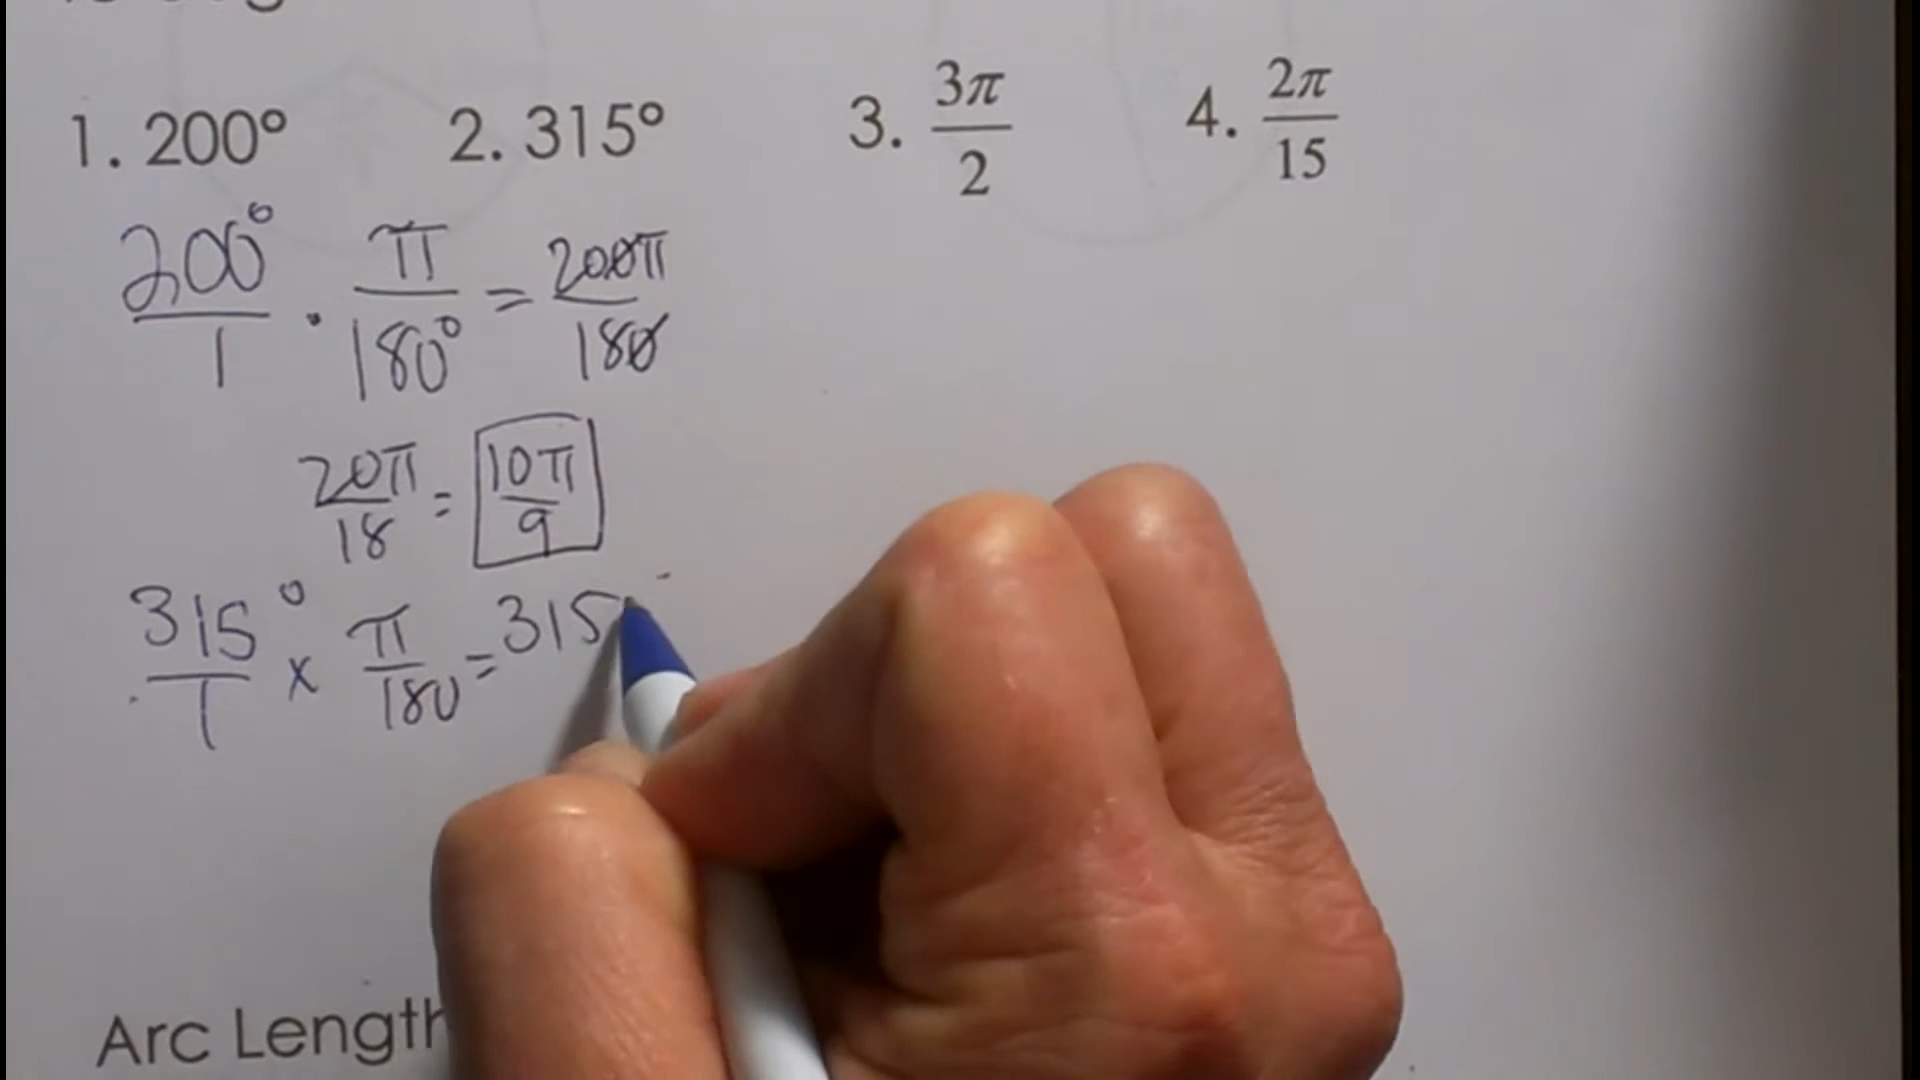 1. 200° 2. 315° 3. 3π/2 4. 2π/15
200°/1 · π/180° = 200π/180
20π/18 = 10π/9
315°/1 x π/180 = 315
Arc Length